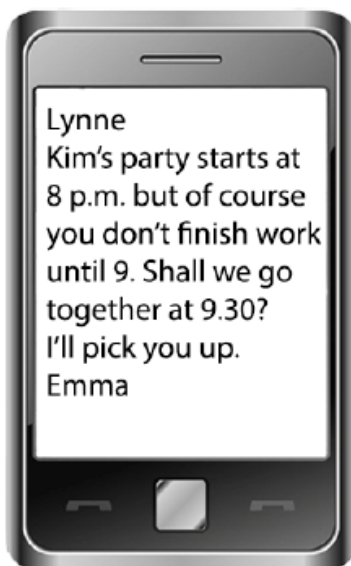 Lynne
Kim's party starts at
8 p.m. but of course
you don't finish work
until 9. Shall we go
together at 9.30?
I'll pick you up.
Emma